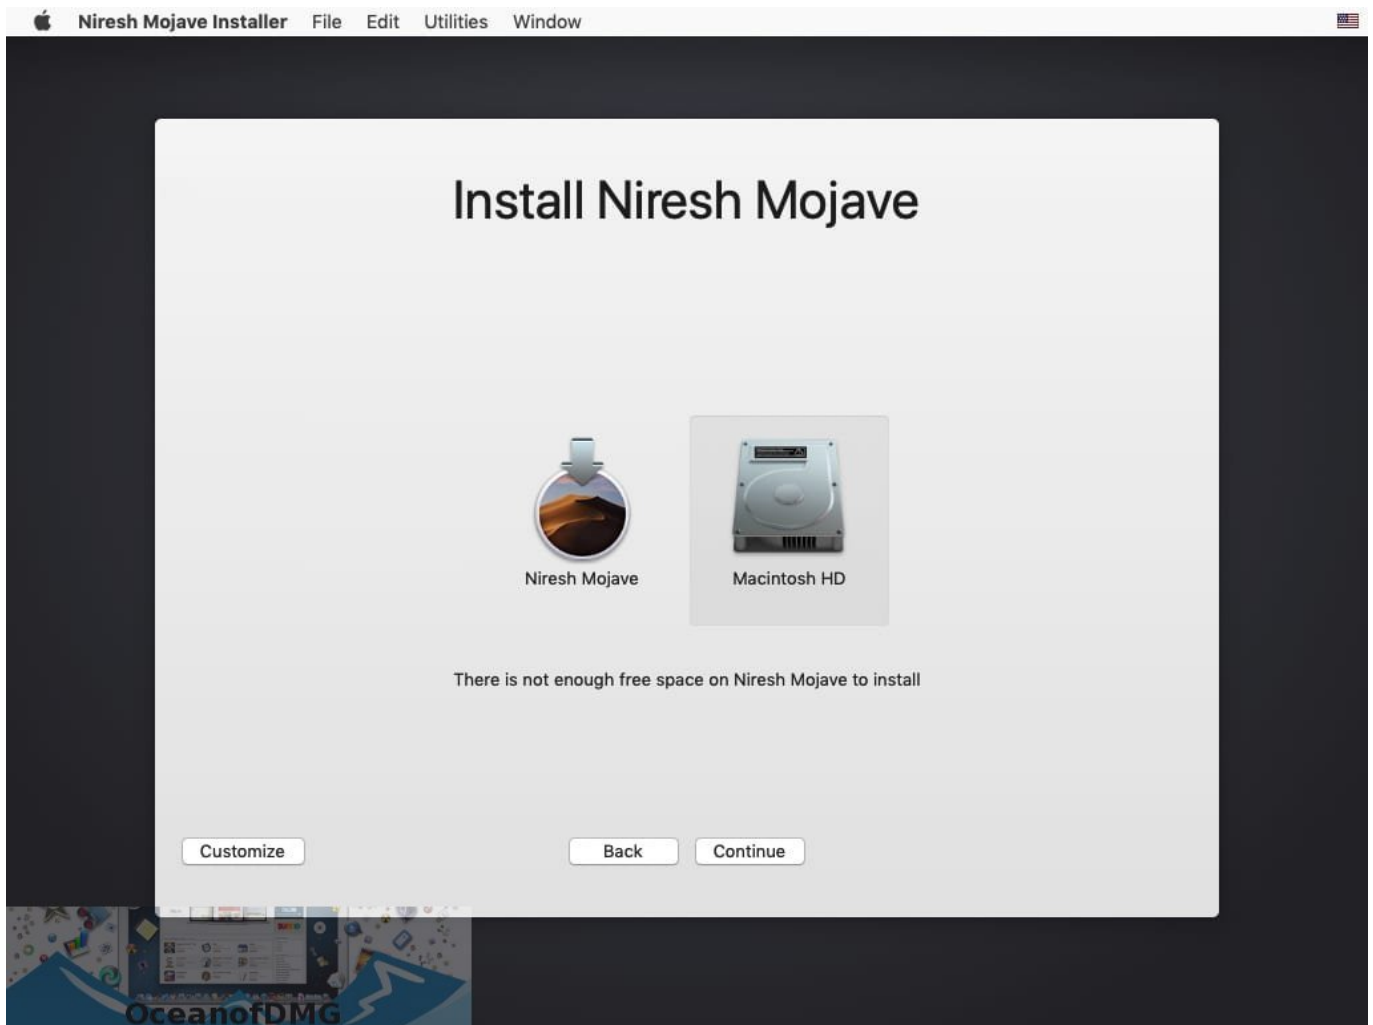 Niresh Mojave Installer File Edit Utilities Window
Install Niresh Mojave
Niresh Mojave Macintosh HD
There is not enough free space on Niresh Mojave to install
Customize Back Continue
OceanofDMG